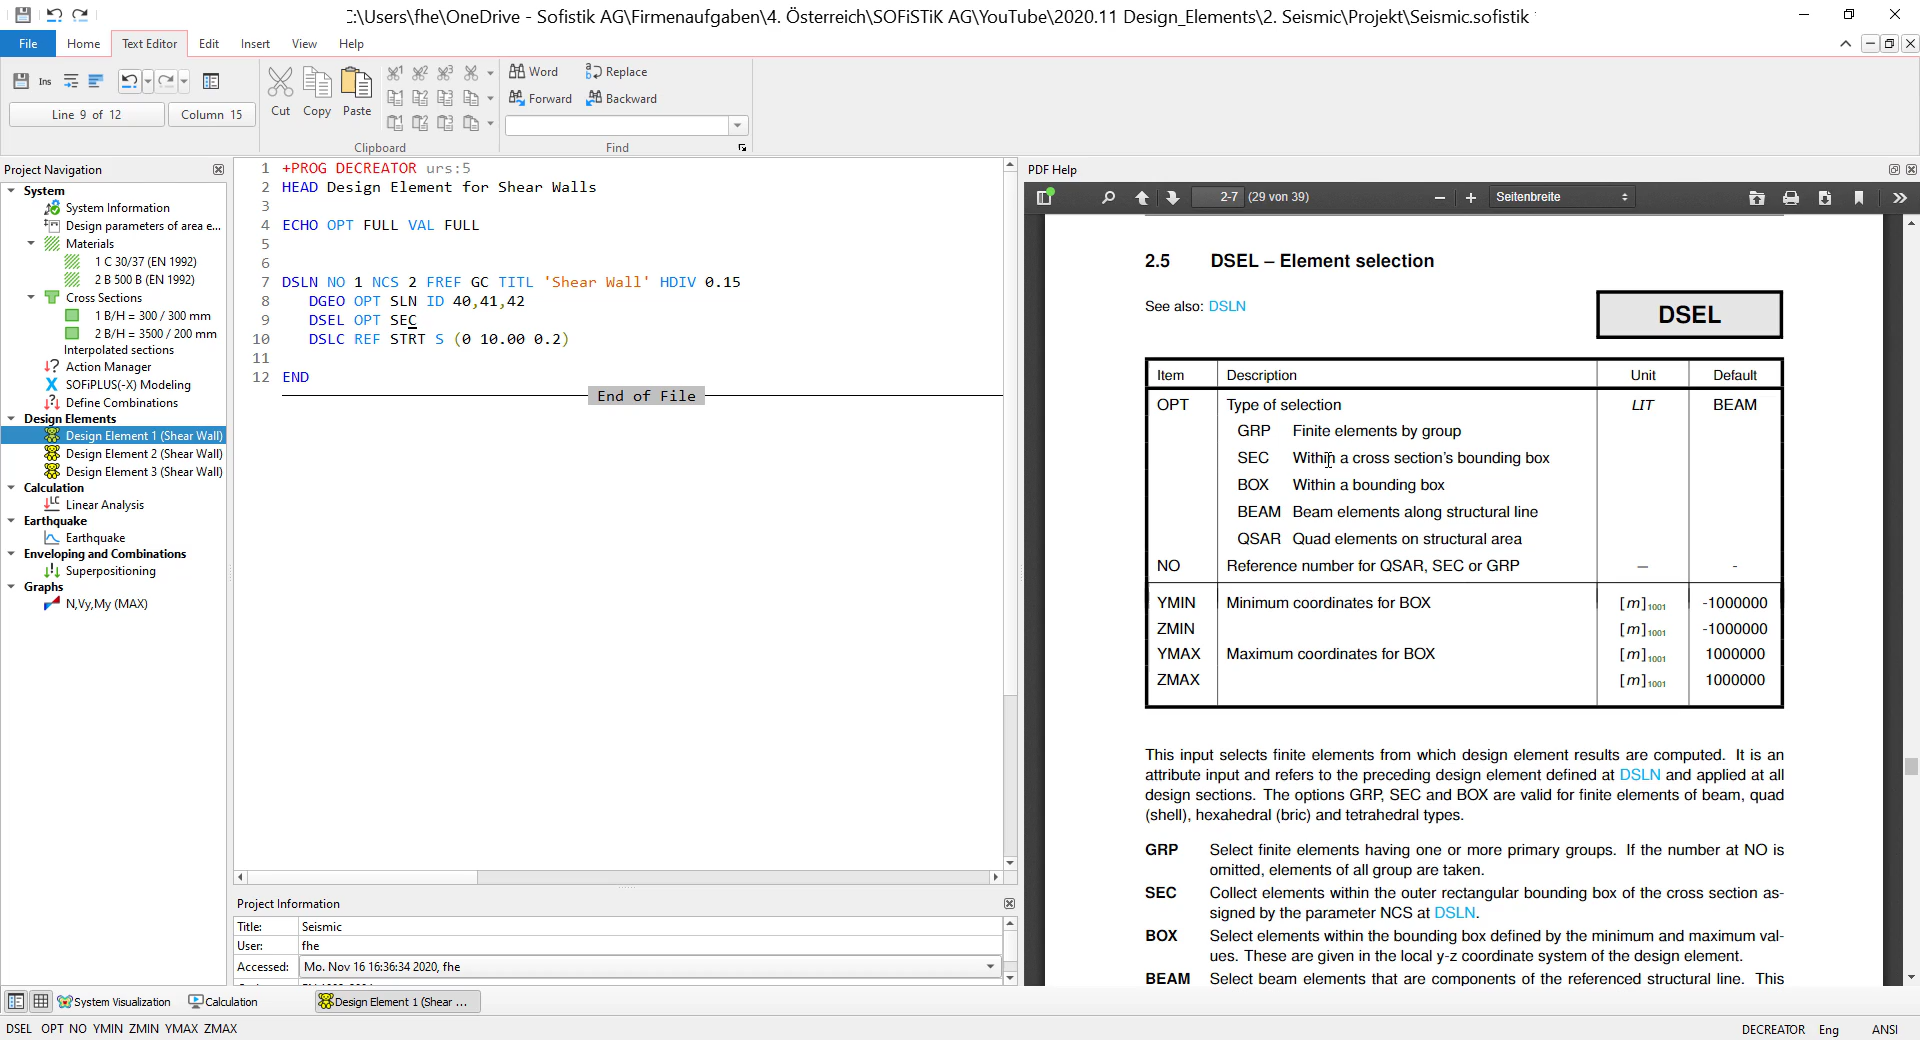 :\Users\fhe\OneDrive - Sofistik AG\Firmenaufgaben\4. Österreich\SOFiSTiK AG\YouTube\2020.11 Design_Elements\2. Seismic\Projekt\Seismic.sofistik
File Home Text Editor Edit Insert View Help
Ins
Line 9 of 12 Column 15
Cut Copy Paste
Clipboard
Word Replace
Forward Backward
Find
Project Navigation
System
System Information
Design parameters of area e...
Materials
1 C 30/37 (EN 1992)
2 B 500 B (EN 1992)
Cross Sections
1 B/H = 300 / 300 mm
2 B/H = 3500 / 200 mm
Interpolated sections
Action Manager
SOFiPLUS(-X) Modeling
Define Combinations
Design Elements
Design Element 1 (Shear Wall)
Design Element 2 (Shear Wall)
Design Element 3 (Shear Wall)
Calculation
Linear Analysis
Earthquake
Earthquake
Enveloping and Combinations
Superpositioning
Graphs
N,Vy,My (MAX)
1 +PROG DECREATOR urs:5
2 HEAD Design Element for Shear Walls
3
4 ECHO OPT FULL VAL FULL
5
6
7 DSLN NO 1 NCS 2 FREF GC TITL 'Shear Wall' HDIV 0.15
8 DGEO OPT SLN ID 40,41,42
9 DSEL OPT SEC
10 DSLC REF STRT S (0 10.00 0.2)
11
12 END
End of File
Project Information
Title: Seismic
User: fhe
Accessed: Mo. Nov 16 16:36:34 2020, fhe
PDF Help
2-7 (29 von 39) Seitenbreite
2.5 DSEL – Element selection
See also: DSLN
DSEL
Item Description Unit Default
OPT Type of selection LIT BEAM
GRP Finite elements by group
SEC Within a cross section's bounding box
BOX Within a bounding box
BEAM Beam elements along structural line
QSAR Quad elements on structural area
NO Reference number for QSAR, SEC or GRP – -
YMIN Minimum coordinates for BOX [m]1001 -1000000
ZMIN [m]1001 -1000000
YMAX Maximum coordinates for BOX [m]1001 1000000
ZMAX [m]1001 1000000
This input selects finite elements from which design element results are computed. It is an
attribute input and refers to the preceding design element defined at DSLN and applied at all
design sections. The options GRP, SEC and BOX are valid for finite elements of beam, quad
(shell), hexahedral (bric) and tetrahedral types.
GRP Select finite elements having one or more primary groups. If the number at NO is
omitted, elements of all group are taken.
SEC Collect elements within the outer rectangular bounding box of the cross section as-
signed by the parameter NCS at DSLN.
BOX Select elements within the bounding box defined by the minimum and maximum val-
ues. These are given in the local y-z coordinate system of the design element.
BEAM Select beam elements that are components of the referenced structural line. This
System Visualization Calculation Design Element 1 (Shear ...
DSEL OPT NO YMIN ZMIN YMAX ZMAX
DECREATOR Eng ANSI